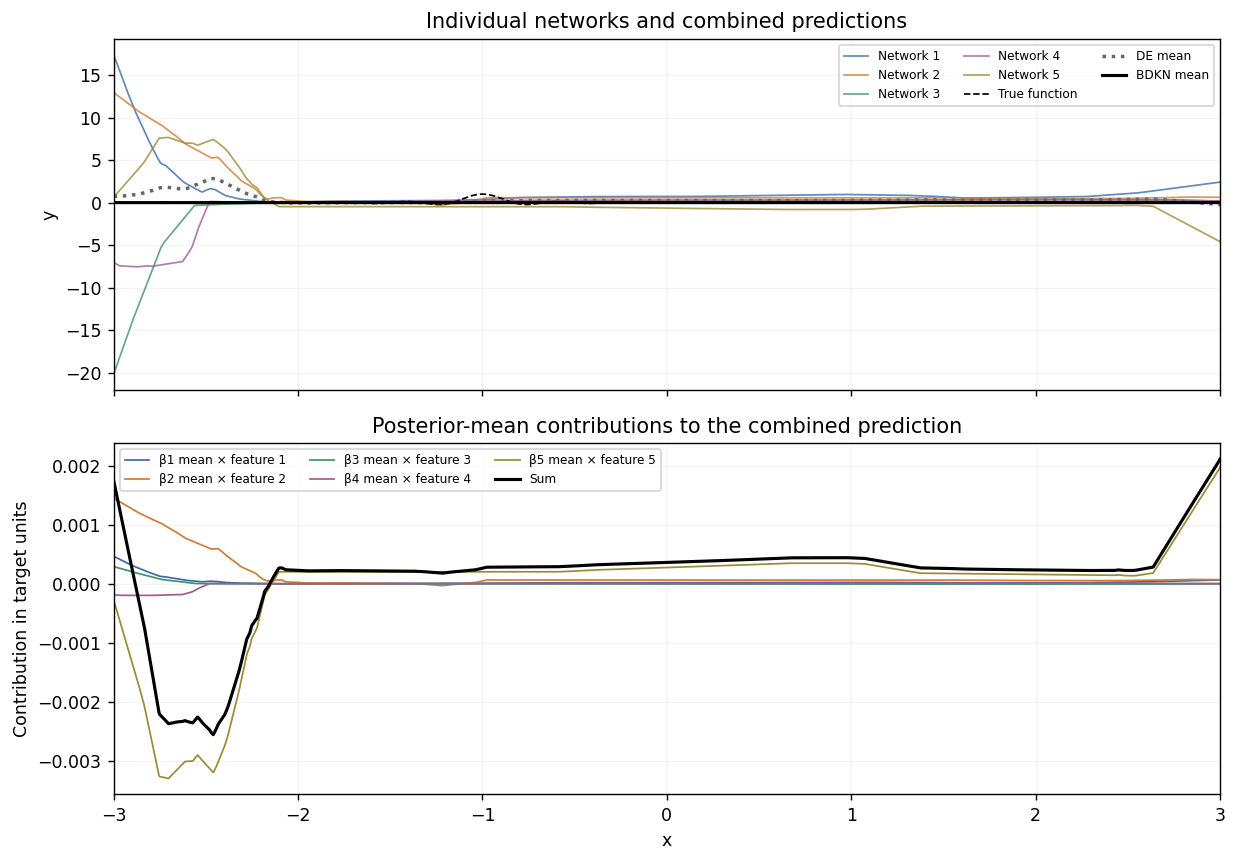 Individual networks and combined predictions
Network 1
Network 2
Network 3
Network 4
Network 5
True function
DE mean
BDKN mean
y
15
10
5
0
−5
−10
−15
−20
Posterior-mean contributions to the combined prediction
β1 mean × feature 1
β2 mean × feature 2
β3 mean × feature 3
β4 mean × feature 4
β5 mean × feature 5
Sum
Contribution in target units
0.002
0.001
0.000
−0.001
−0.002
−0.003
−3
−2
−1
0
1
2
3
x